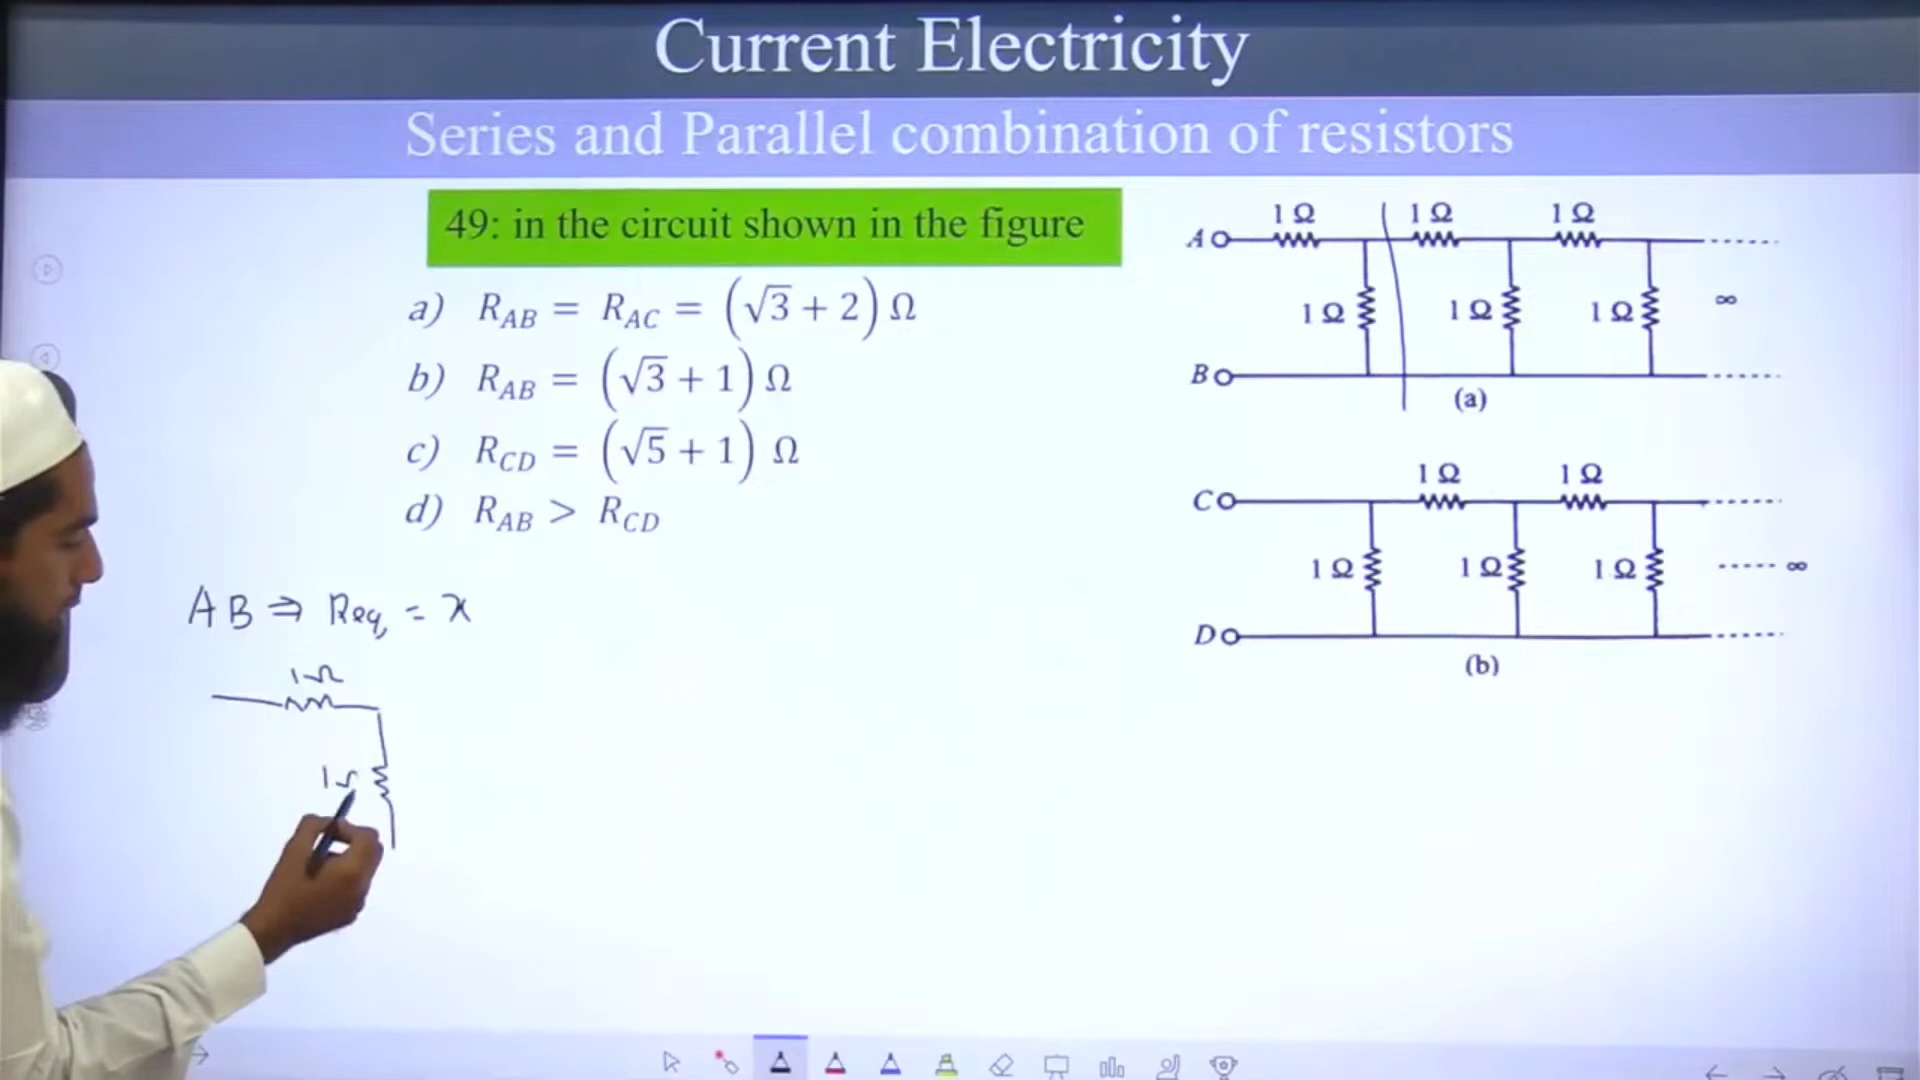 Current Electricity
Series and Parallel combination of resistors
49: in the circuit shown in the figure
a) R_AB = R_AC = (√3 + 2) Ω
b) R_AB = (√3 + 1) Ω
c) R_CD = (√5 + 1) Ω
d) R_AB > R_CD
1 Ω 1 Ω 1 Ω
A
1 Ω 1 Ω 1 Ω ∞
B
(a)
1 Ω 1 Ω
C
1 Ω 1 Ω 1 Ω ∞
D
(b)
AB ⇒ Req = x
1Ω